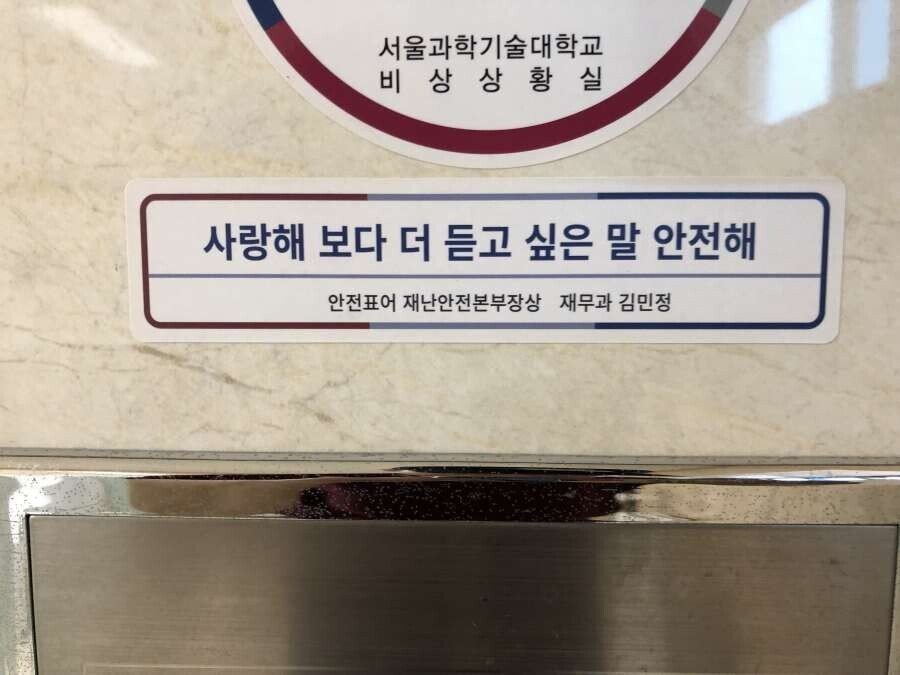 서울과학기술대학교
비 상 상 황 실
사랑해 보다 더 듣고 싶은 말 안전해
안전표어 재난안전본부장상 재무과 김민정